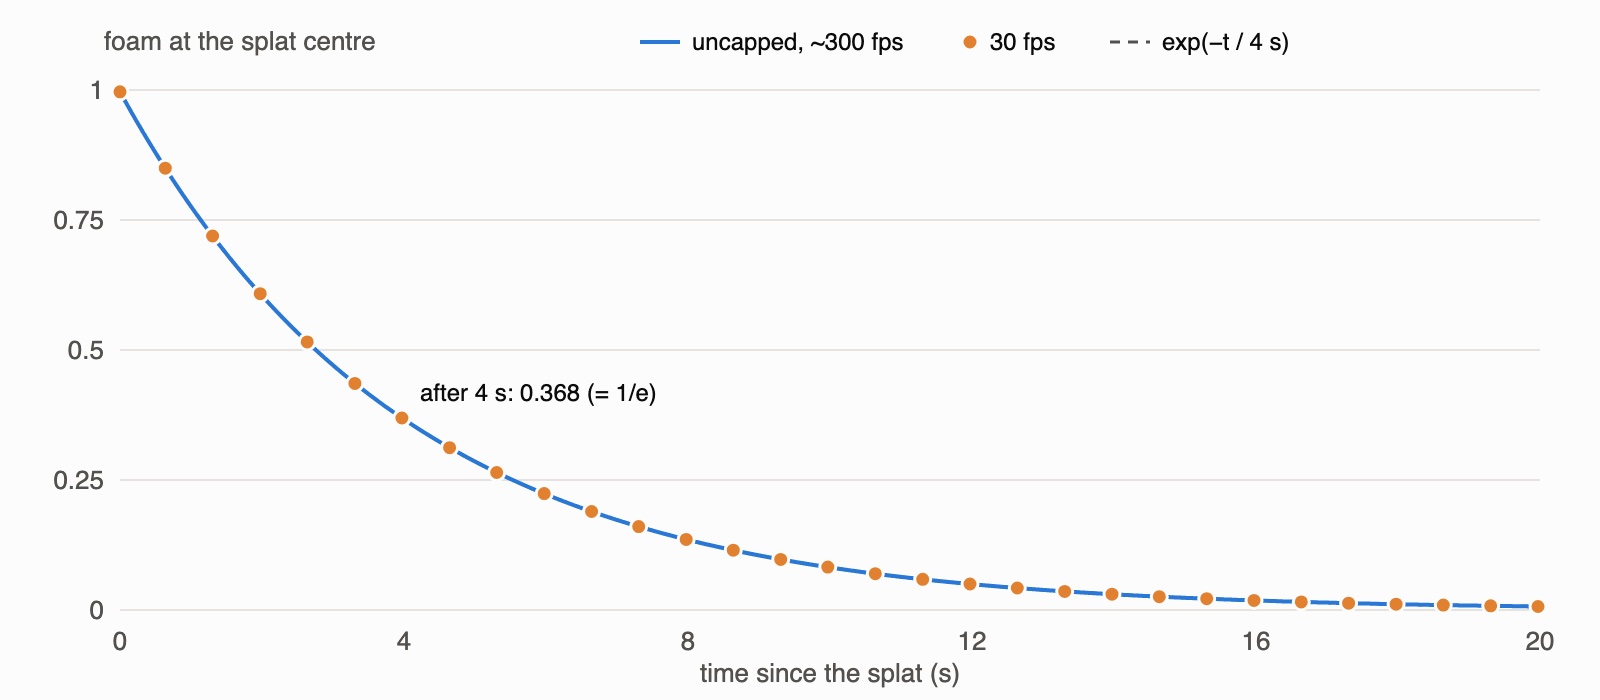 foam at the splat centre
uncapped, ~300 fps
30 fps
exp(−t / 4 s)
1
0.75
0.5
after 4 s: 0.368 (= 1/e)
0.25
0
0 4 8 12 16 20
time since the splat (s)